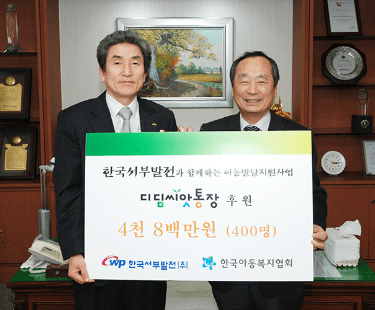 한국서부발전과 함께하는 아동발달지원사업
디딤씨앗통장 후원
4천 8백만원 (400명)
WP 한국서부발전(주) 한국아동복지협회